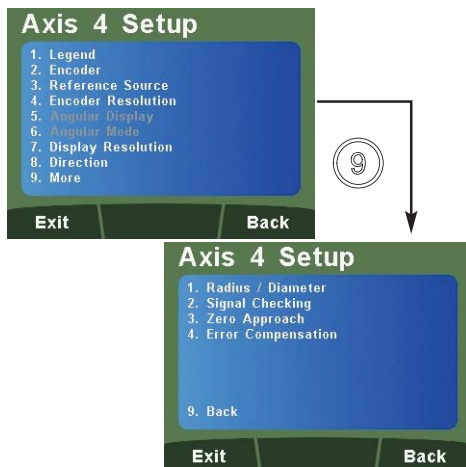 Axis 4 Setup
1. Legend
2. Encoder
3. Reference Source
4. Encoder Resolution
5. Angular Display
6. Angular Mode
7. Display Resolution
8. Direction
9. More
Exit Back
9
Axis 4 Setup
1. Radius / Diameter
2. Signal Checking
3. Zero Approach
4. Error Compensation
9. Back
Exit Back